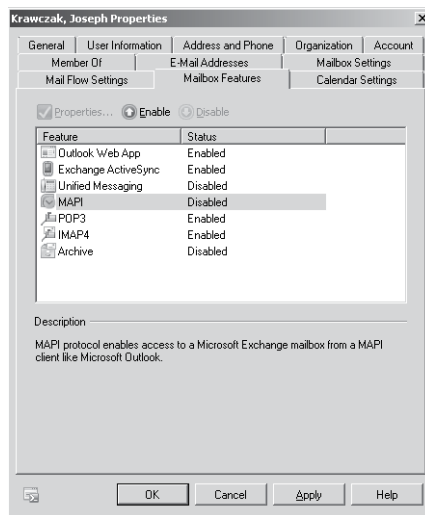 Krawczak, Joseph Properties
General User Information Address and Phone Organization Account
Member Of E-Mail Addresses Mailbox Settings
Mail Flow Settings Mailbox Features Calendar Settings
Properties... Enable Disable
Feature Status
Outlook Web App Enabled
Exchange ActiveSync Enabled
Unified Messaging Disabled
MAPI Disabled
POP3 Enabled
IMAP4 Enabled
Archive Disabled
Description
MAPI protocol enables access to a Microsoft Exchange mailbox from a MAPI
client like Microsoft Outlook.
OK Cancel Apply Help